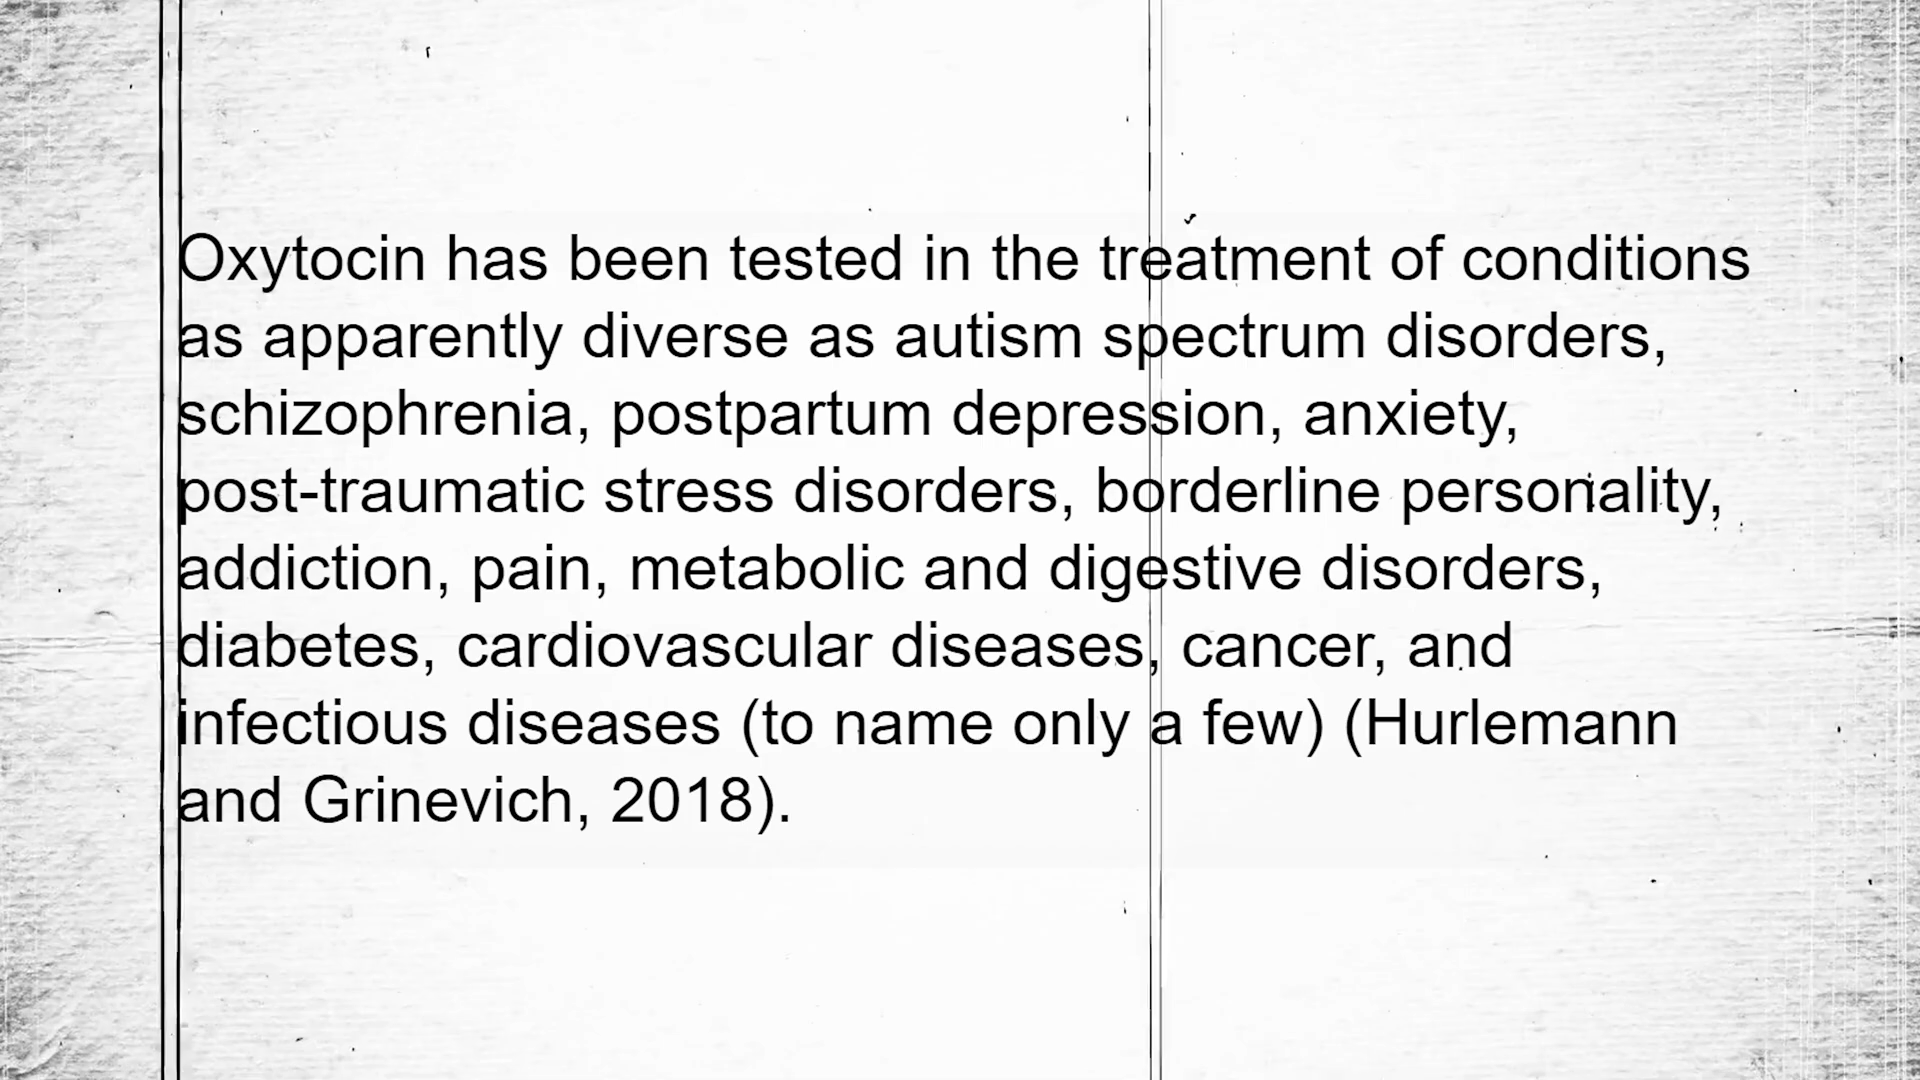 Oxytocin has been tested in the treatment of conditions
as apparently diverse as autism spectrum disorders,
schizophrenia, postpartum depression, anxiety,
post-traumatic stress disorders, borderline personality,
addiction, pain, metabolic and digestive disorders,
diabetes, cardiovascular diseases, cancer, and
infectious diseases (to name only a few) (Hurlemann
and Grinevich, 2018).